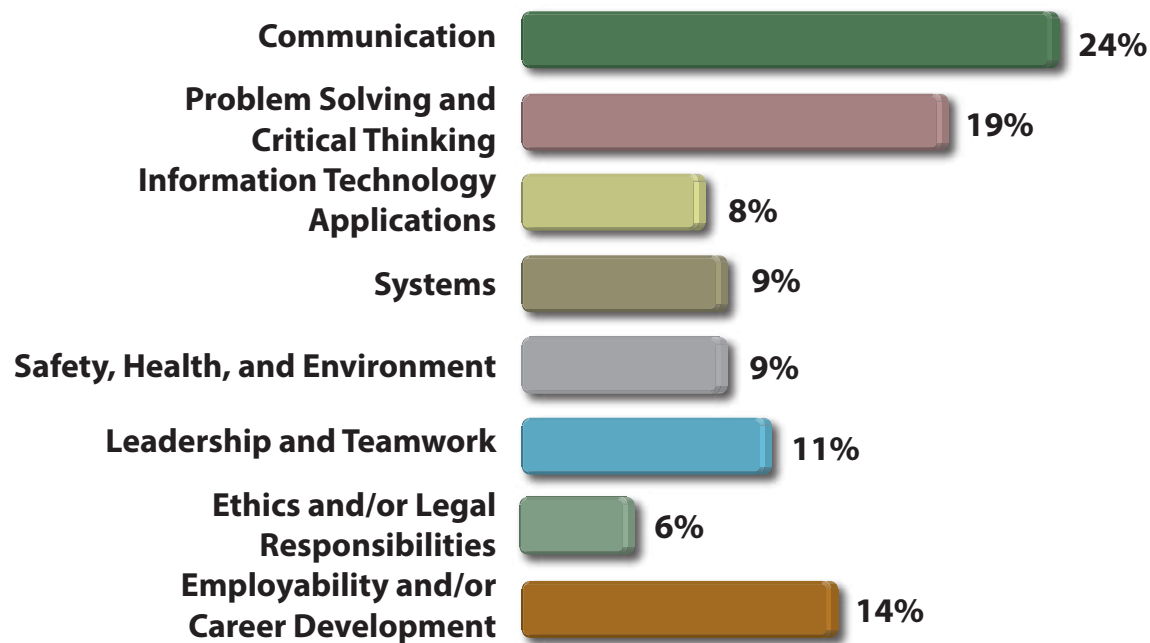 Communication
24%
Problem Solving and
Critical Thinking
19%
Information Technology
Applications
8%
Systems
9%
Safety, Health, and Environment
9%
Leadership and Teamwork
11%
Ethics and/or Legal
Responsibilities
6%
Employability and/or
Career Development
14%